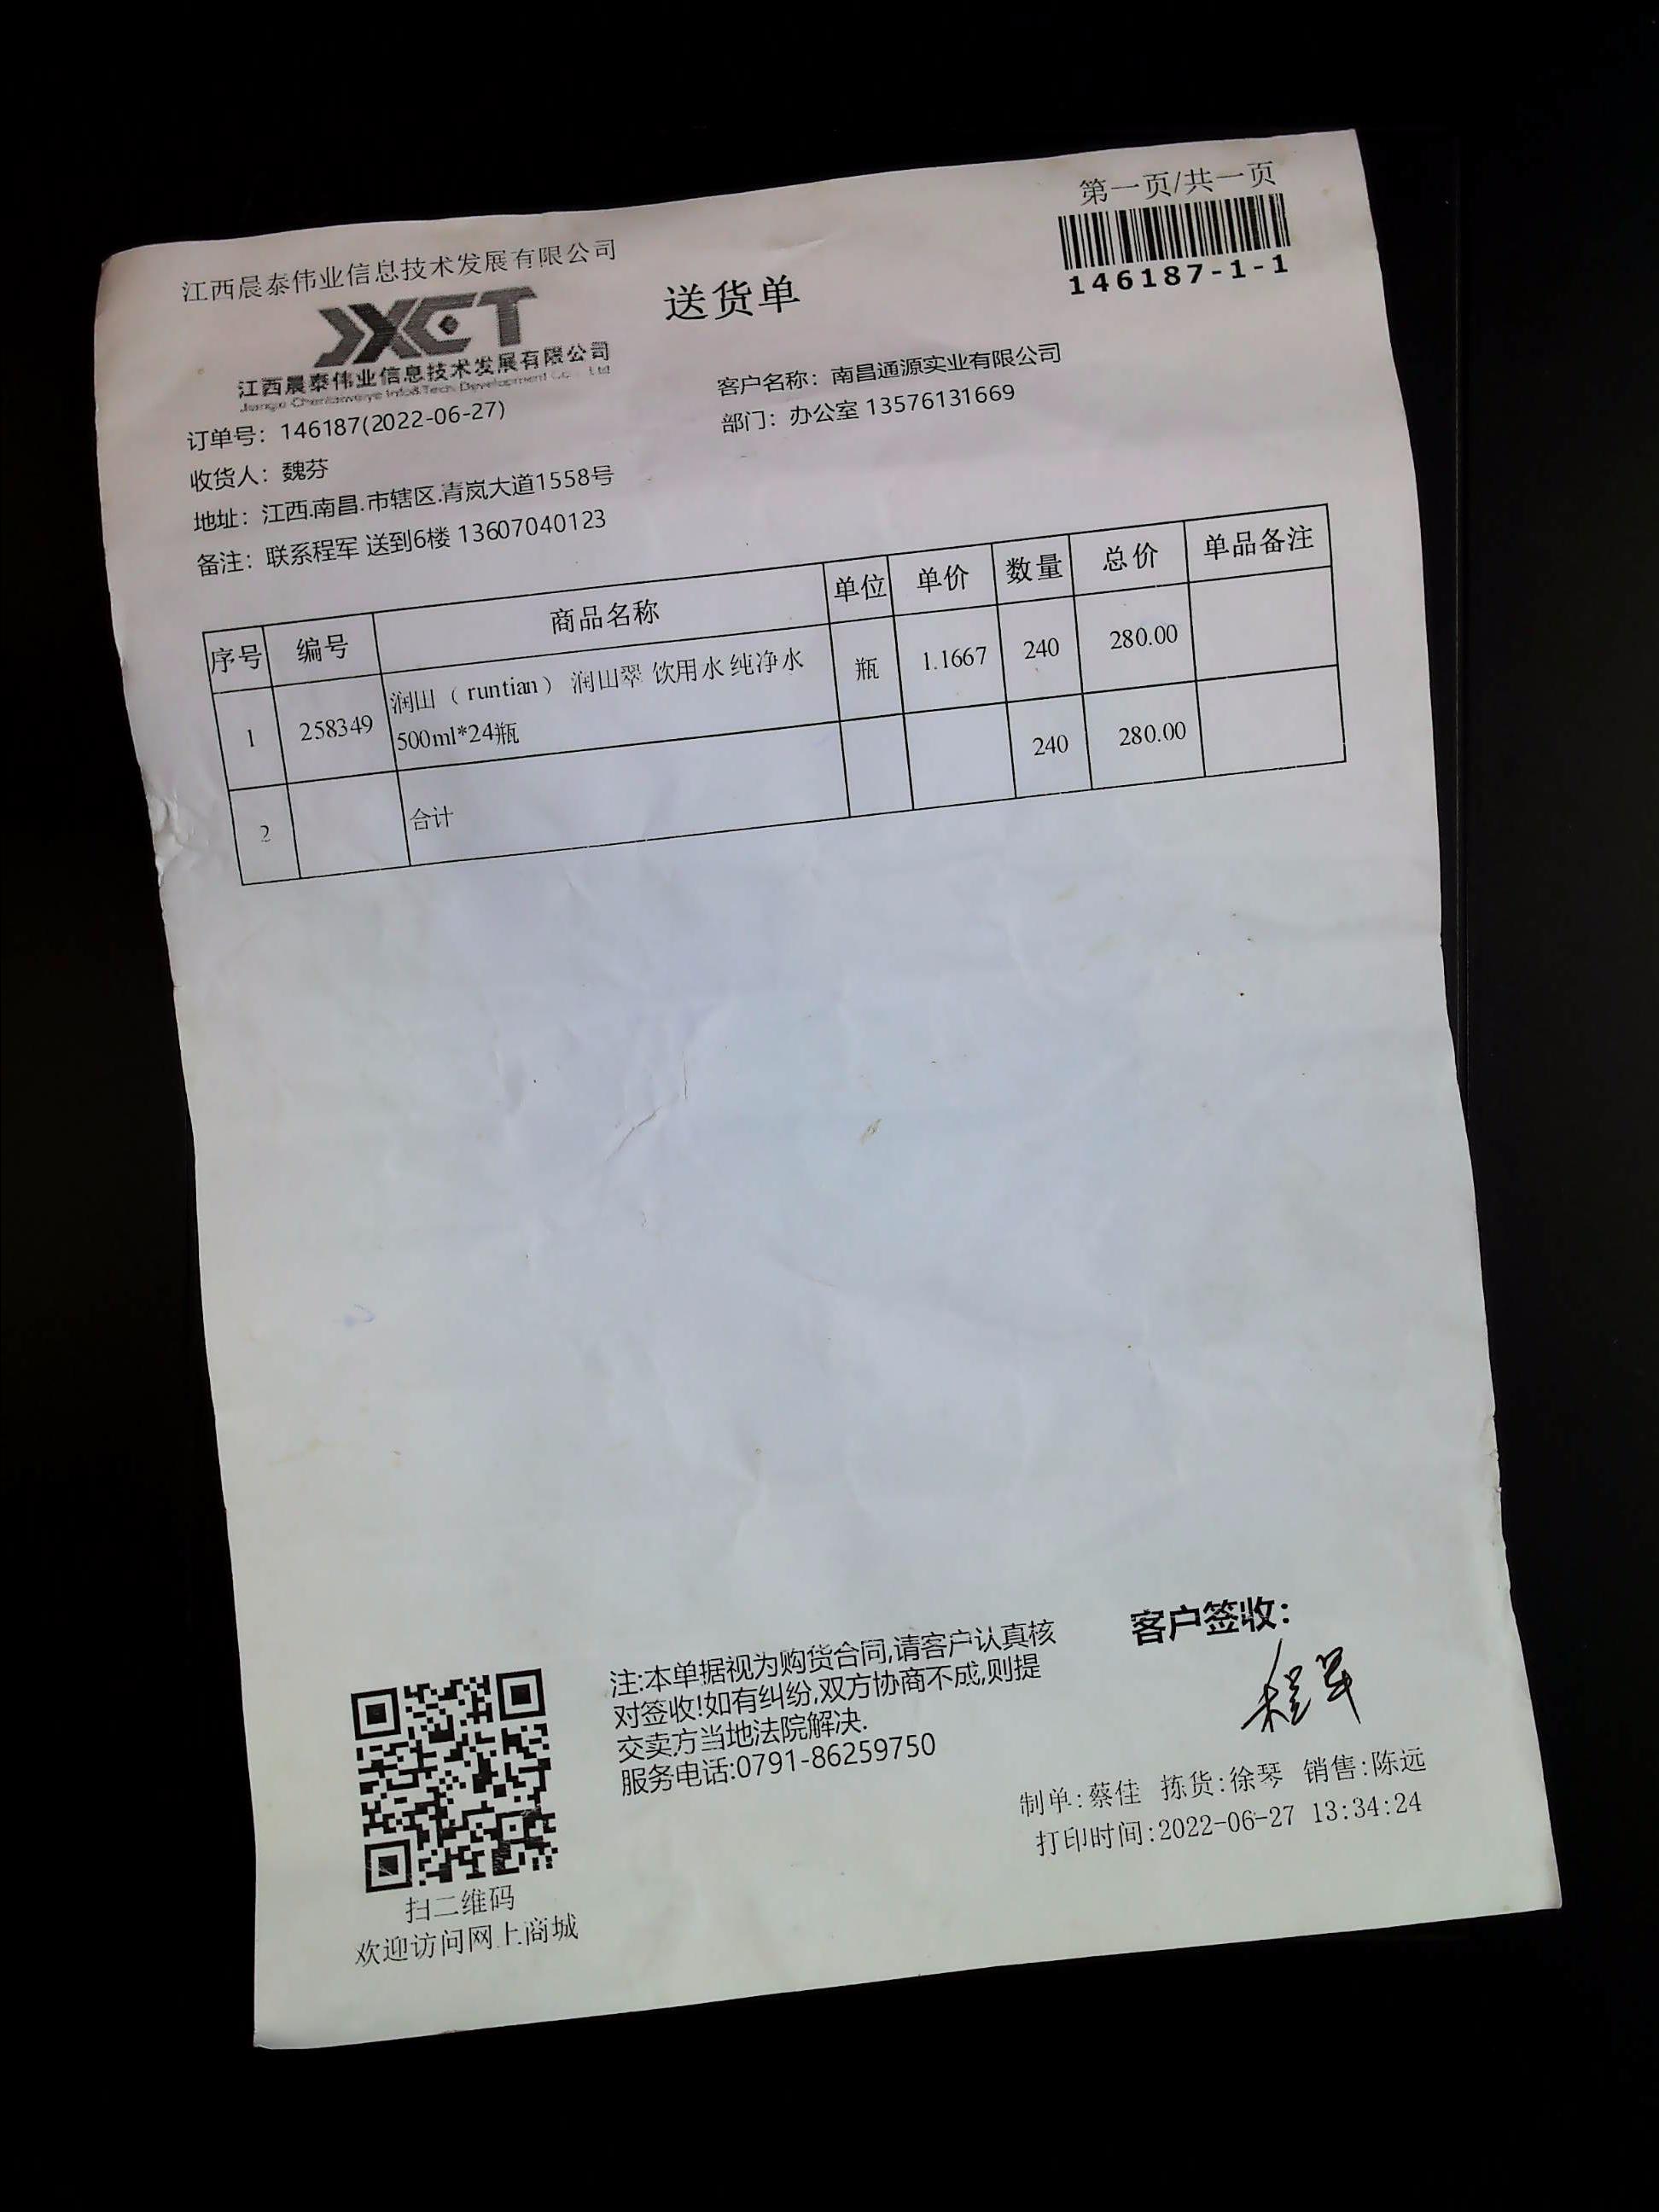 第一页/共一页
146187-1-1
江西晨泰伟业信息技术发展有限公司
JXCT
江西晨泰伟业信息技术发展有限公司
Jiangxi Chentaiweiye Info&Tech Development Co., Ltd
送货单
订单号：146187(2022-06-27)
客户名称：南昌通源实业有限公司
收货人：魏芬
部门：办公室 13576131669
地址：江西.南昌.市辖区.青岚大道1558号
备注：联系程军 送到6楼 13607040123
序号 编号 商品名称 单位 单价 数量 总价 单品备注
1 258349 润田（runtian） 润田翠 饮用水 纯净水 瓶 1.1667 240 280.00
500ml*24瓶
2 合计 240 280.00
注:本单据视为购货合同,请客户认真核
对签收!如有纠纷,双方协商不成,则提
交卖方当地法院解决.
服务电话:0791-86259750
客户签收:
程军
制单:蔡佳 拣货:徐琴 销售:陈远
打印时间:2022-06-27 13:34:24
扫二维码
欢迎访问网上商城